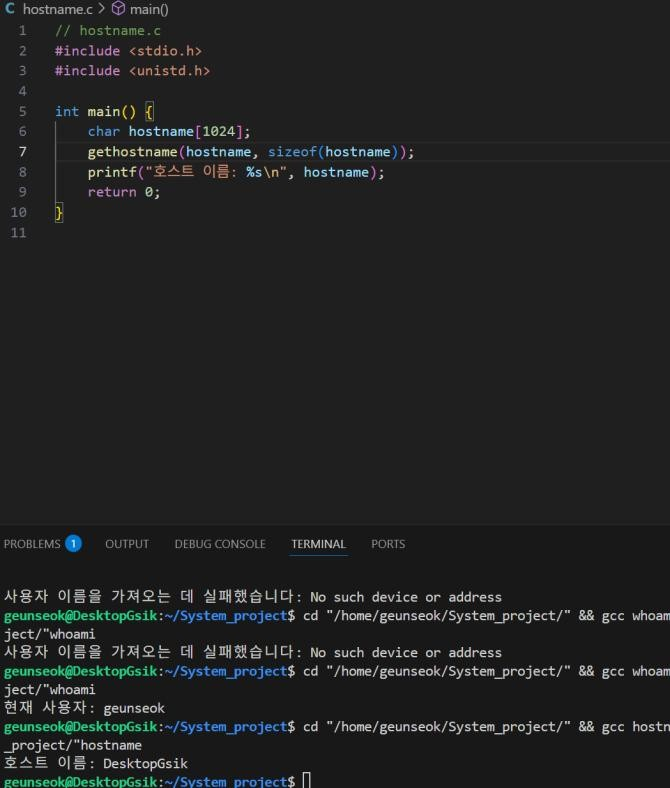 hostname.c > main()
1 // hostname.c
2 #include <stdio.h>
3 #include <unistd.h>
4
5 int main() {
6     char hostname[1024];
7     gethostname(hostname, sizeof(hostname));
8     printf("호스트 이름: %s\n", hostname);
9     return 0;
10 }
11
PROBLEMS 1 OUTPUT DEBUG CONSOLE TERMINAL PORTS
사용자 이름을 가져오는 데 실패했습니다: No such device or address
geunseok@DesktopGsik:~/System_project$ cd "/home/geunseok/System_project/" && gcc whoam
ject/"whoami
사용자 이름을 가져오는 데 실패했습니다: No such device or address
geunseok@DesktopGsik:~/System_project$ cd "/home/geunseok/System_project/" && gcc whoam
ject/"whoami
현재 사용자: geunseok
geunseok@DesktopGsik:~/System_project$ cd "/home/geunseok/System_project/" && gcc hostn
_project/"hostname
호스트 이름: DesktopGsik
geunseok@DesktopGsik:~/System_project$